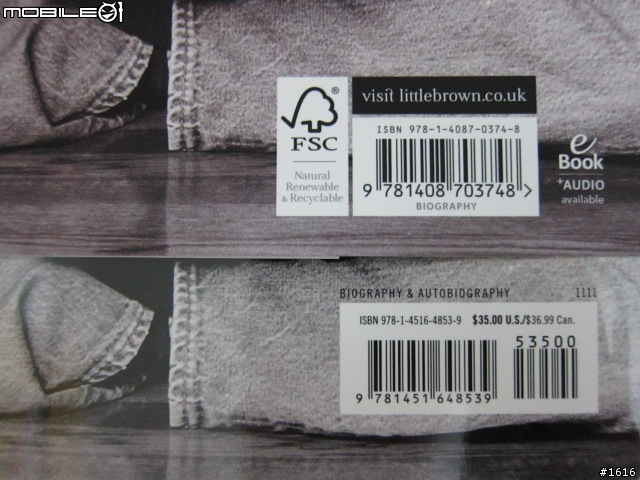 MOBILE01
visit littlebrown.co.uk
ISBN 978-1-4087-0374-8
9 781408 703748 >
BIOGRAPHY
®
FSC
Natural
Renewable
& Recyclable
eBook
+AUDIO
available
BIOGRAPHY & AUTOBIOGRAPHY 1111
ISBN 978-1-4516-4853-9 $35.00 U.S./$36.99 Can.
53500
9 781451 648539
#1616